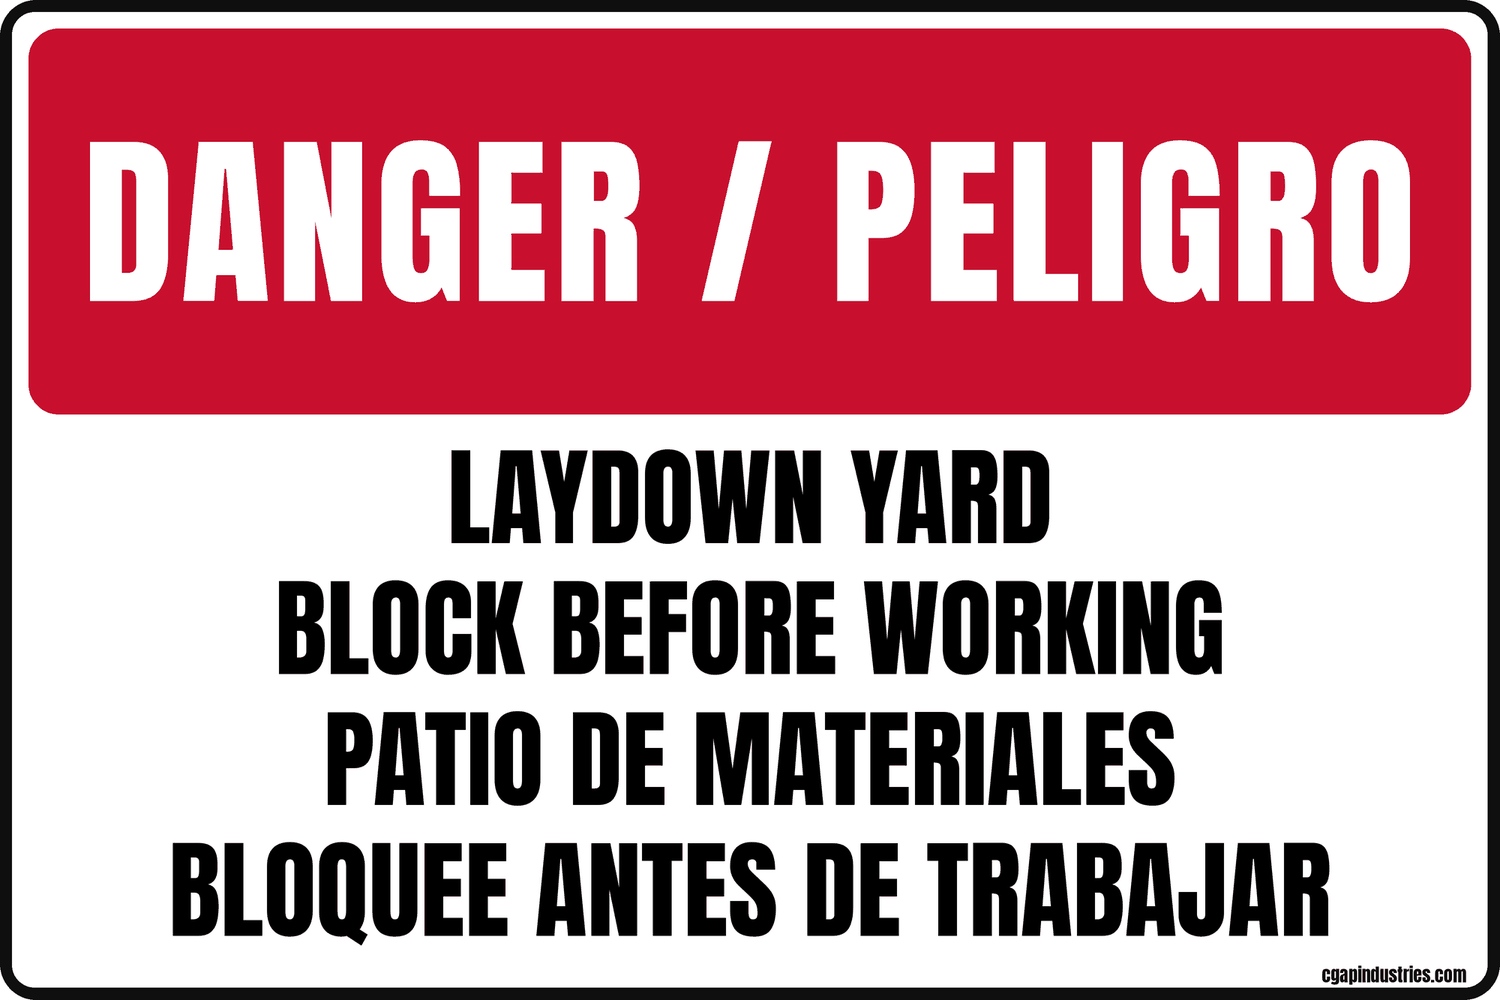 DANGER / PELIGRO
LAYDOWN YARD
BLOCK BEFORE WORKING
PATIO DE MATERIALES
BLOQUEE ANTES DE TRABAJAR
cgapindustries.com